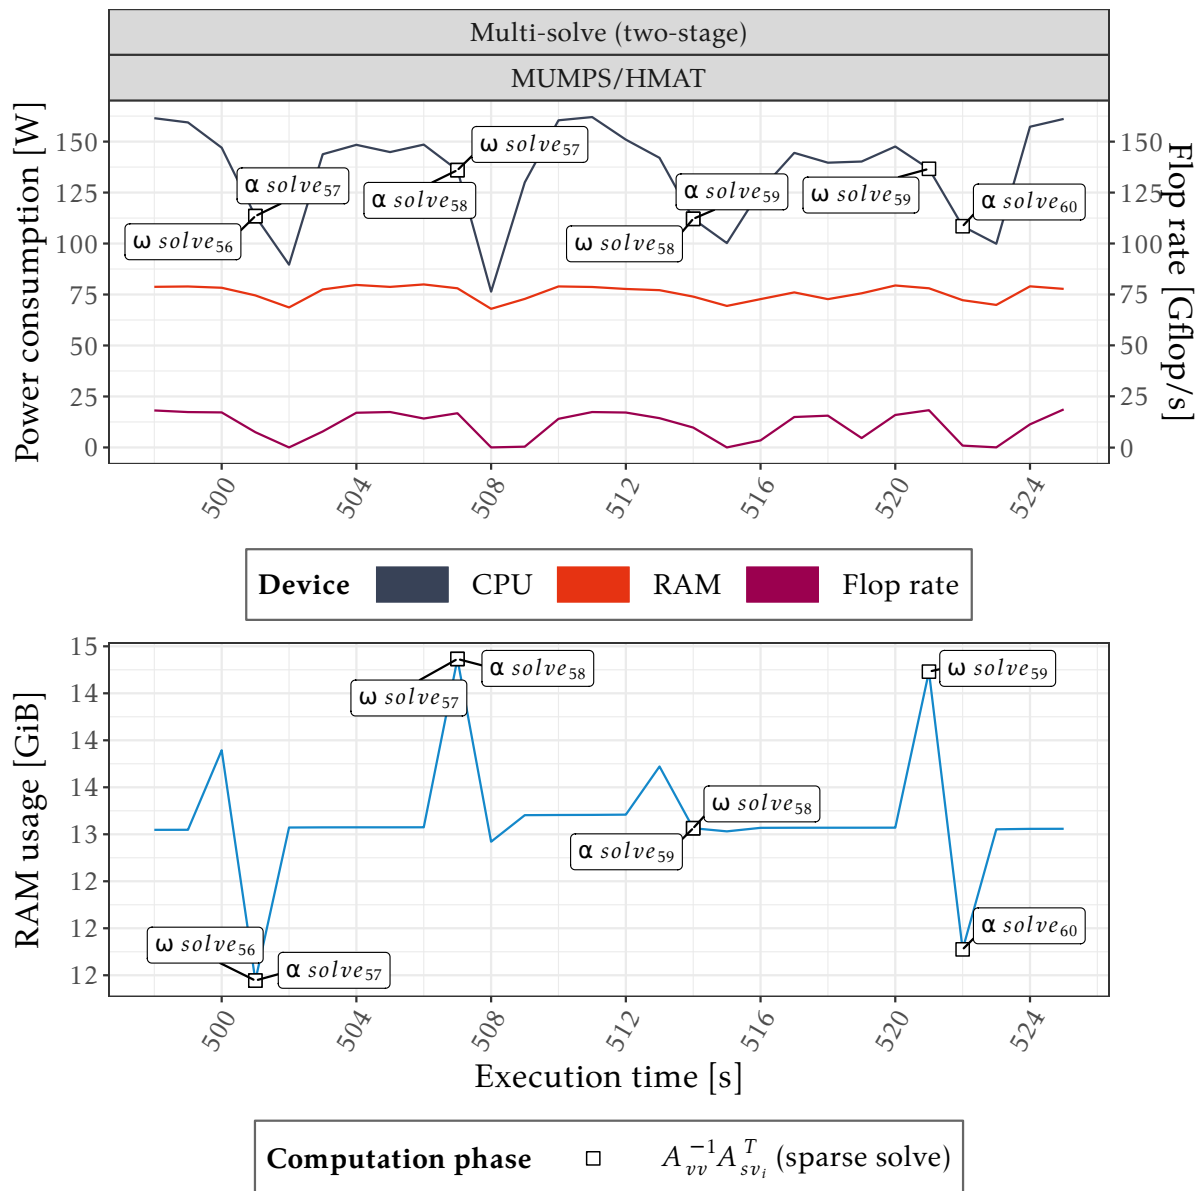 Multi-solve (two-stage)
MUMPS/HMAT
Power consumption [W]
150
125
100
75
50
25
0
Flop rate [Gflop/s]
150
125
100
75
50
25
0
ω solve₅₆
α solve₅₇
α solve₅₈
ω solve₅₇
ω solve₅₈
α solve₅₉
ω solve₅₉
α solve₆₀
500 504 508 512 516 520 524
Device CPU RAM Flop rate
RAM usage [GiB]
15
14
14
14
13
12
12
12
ω solve₅₆
α solve₅₇
ω solve₅₇
α solve₅₈
α solve₅₉
ω solve₅₈
ω solve₅₉
α solve₆₀
500 504 508 512 516 520 524
Execution time [s]
Computation phase A_{vv}^{-1} A_{sv_i}^{T} (sparse solve)